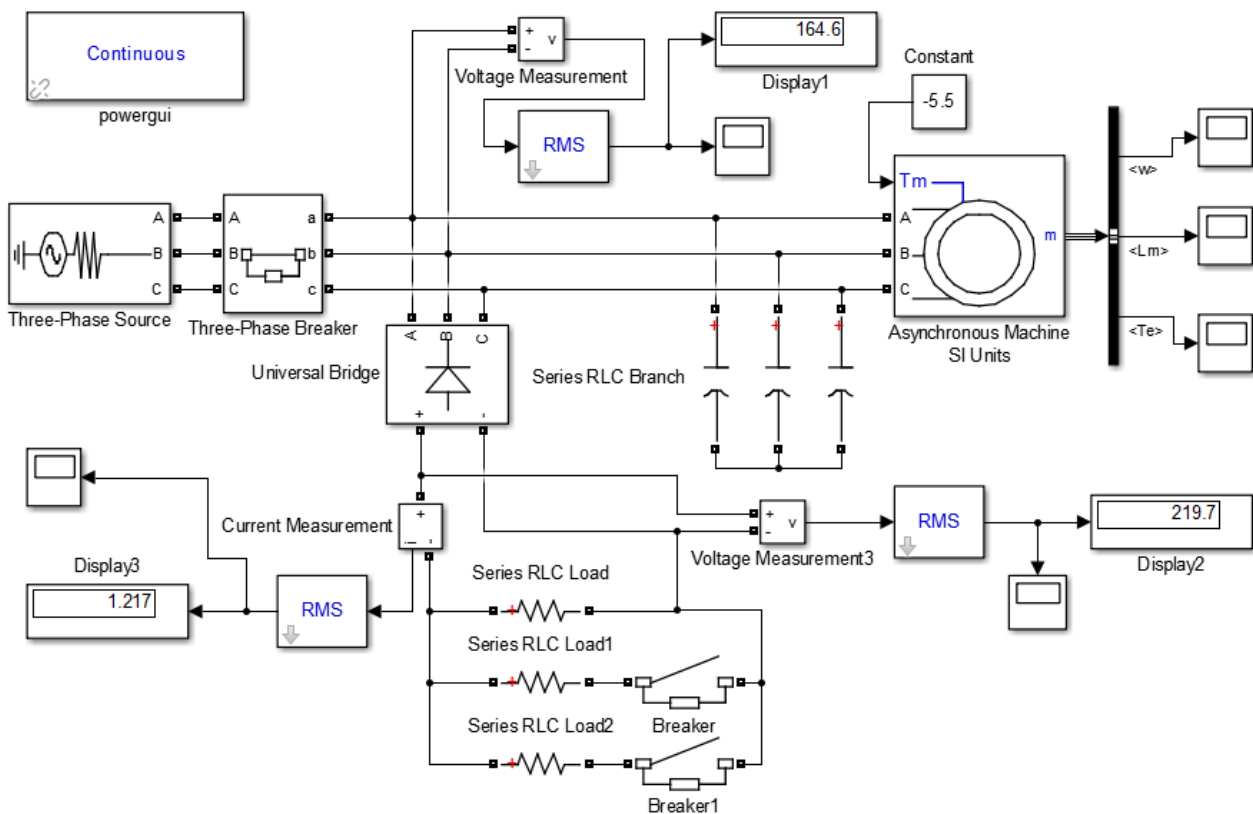 Continuous
powergui
+
-
v
Voltage Measurement
164.6
Display1
RMS
Constant
-5.5
Tm
A
B
C
m
Asynchronous Machine
SI Units
<w>
<Lm>
<Te>
A
B
C
Three-Phase Source
A
B
C
a
b
c
Three-Phase Breaker
A
B
C
+
-
Universal Bridge
+
+
+
Series RLC Branch
+
i
-
Current Measurement
+
-
v
Voltage Measurement3
RMS
219.7
Display2
Display3
1.217
RMS
Series RLC Load
+
Series RLC Load1
+
Breaker
Series RLC Load2
+
Breaker1